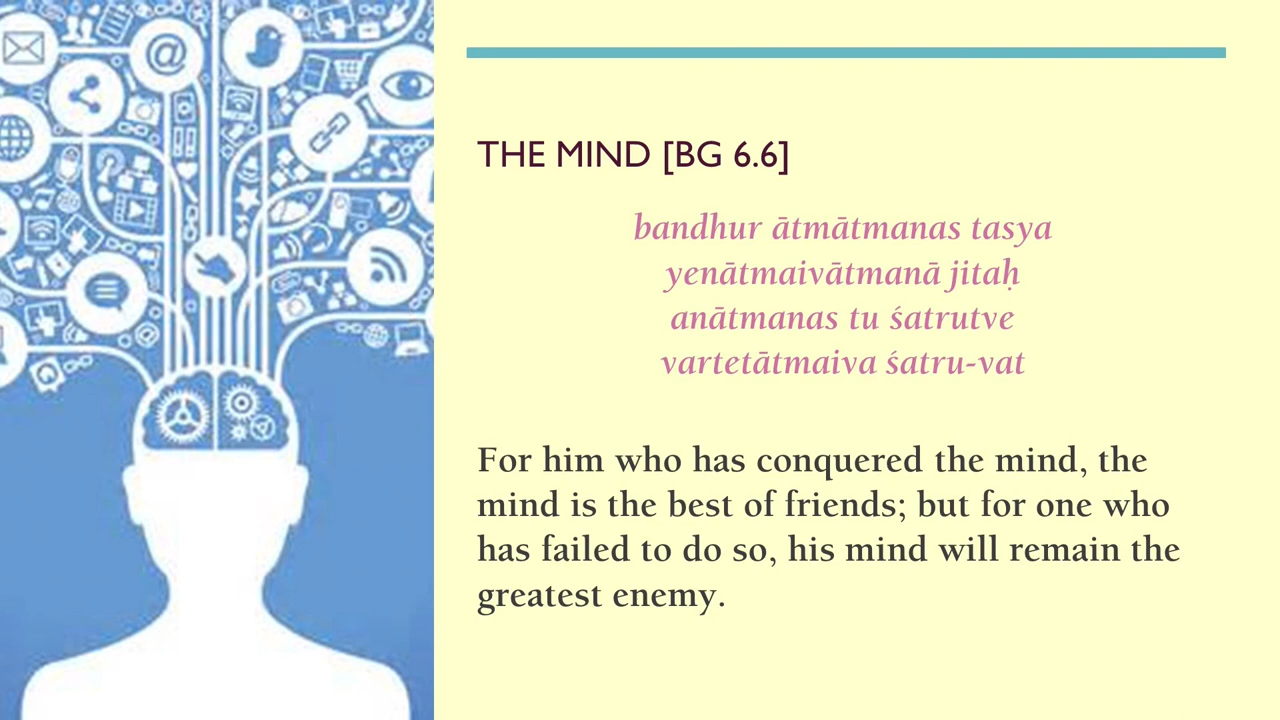 @
THE MIND [BG 6.6]
bandhur ātmātmanas tasya
yenātmaivātmanā jitaḥ
anātmanas tu śatrutve
vartetātmaiva śatru-vat
For him who has conquered the mind, the
mind is the best of friends; but for one who
has failed to do so, his mind will remain the
greatest enemy.